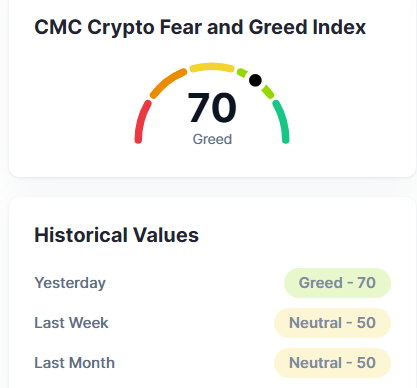 CMC Crypto Fear and Greed Index
70
Greed
Historical Values
Yesterday Greed - 70
Last Week Neutral - 50
Last Month Neutral - 50